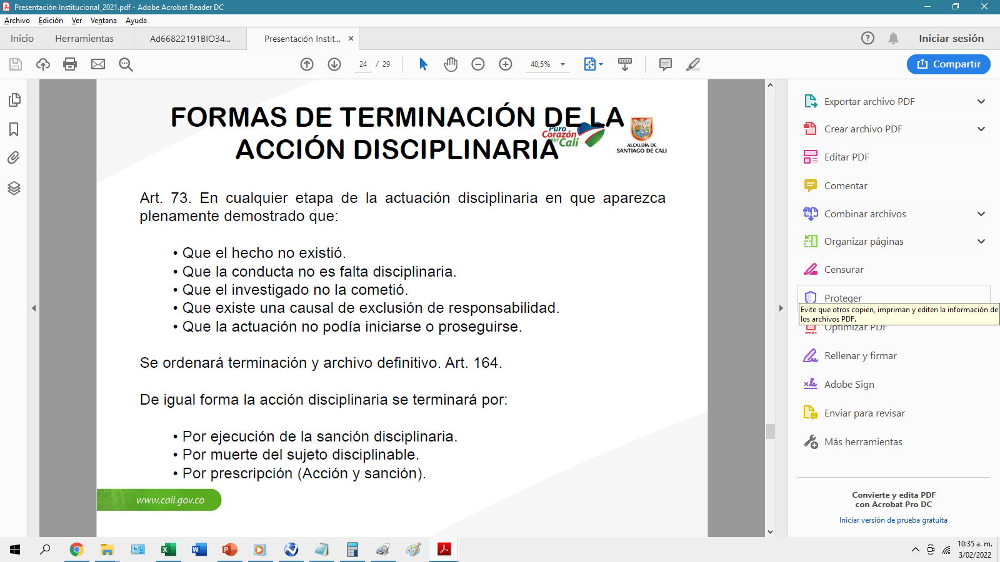 Presentación Institucional_2021.pdf - Adobe Acrobat Reader DC
Archivo Edición Ver Ventana Ayuda
Inicio Herramientas Ad66822191BIO34... Presentación Instit... × Iniciar sesión
24 / 29 48,5% Compartir
FORMAS DE TERMINACIÓN DE LA
ACCIÓN DISCIPLINARIA
Puro
Corazón
por Cali
ALCALDÍA DE
SANTIAGO DE CALI
Art. 73. En cualquier etapa de la actuación disciplinaria en que aparezca
plenamente demostrado que:
• Que el hecho no existió.
• Que la conducta no es falta disciplinaria.
• Que el investigado no la cometió.
• Que existe una causal de exclusión de responsabilidad.
• Que la actuación no podía iniciarse o proseguirse.
Se ordenará terminación y archivo definitivo. Art. 164.
De igual forma la acción disciplinaria se terminará por:
• Por ejecución de la sanción disciplinaria.
• Por muerte del sujeto disciplinable.
• Por prescripción (Acción y sanción).
www.cali.gov.co
Exportar archivo PDF
Crear archivo PDF
Editar PDF
Comentar
Combinar archivos
Organizar páginas
Censurar
Proteger
Evite que otros copien, impriman y editen la información de
los archivos PDF.
Optimizar PDF
Rellenar y firmar
Adobe Sign
Enviar para revisar
Más herramientas
Convierte y edita PDF
con Acrobat Pro DC
Iniciar versión de prueba gratuita
10:35 a. m.
3/02/2022